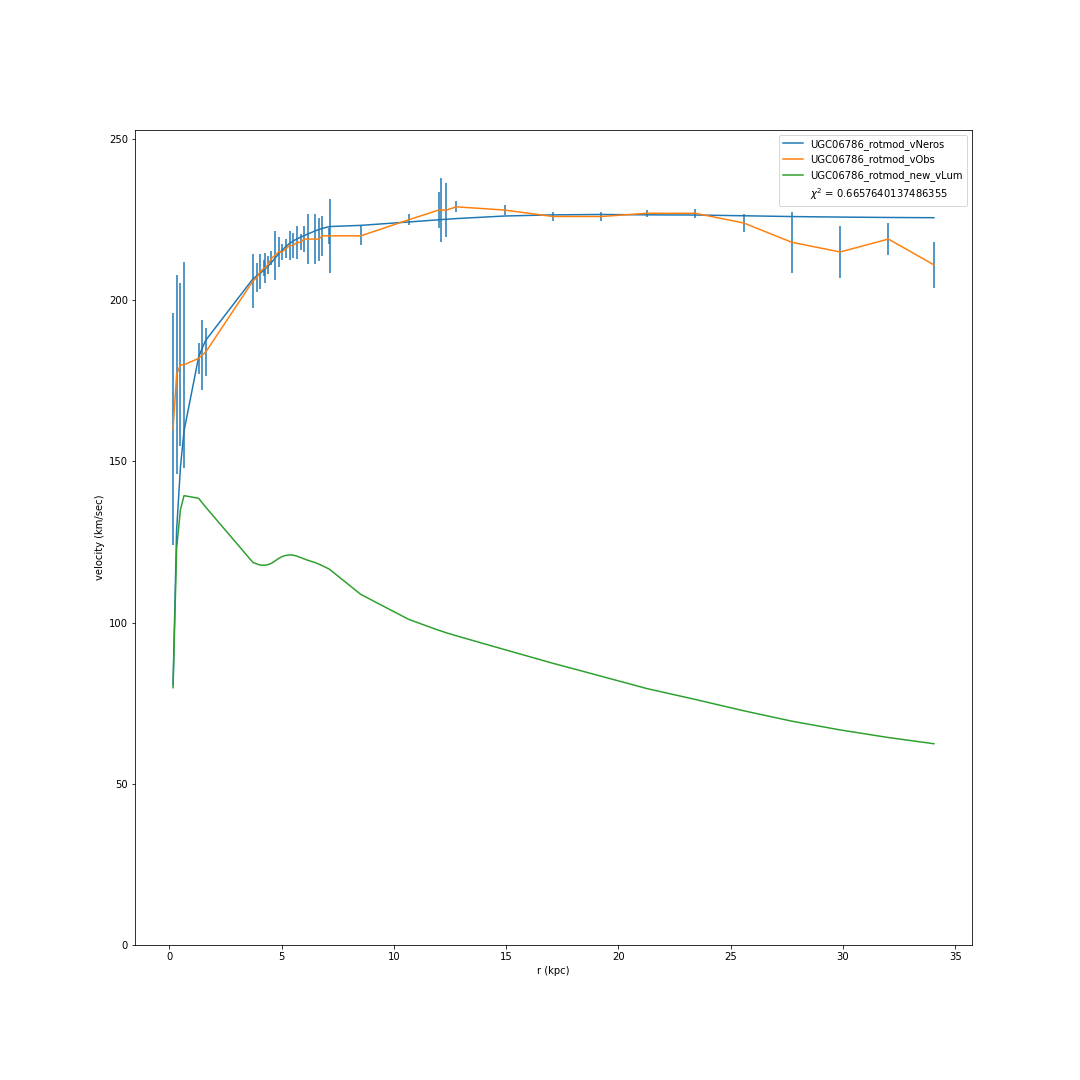 250
200
150
100
50
0
velocity (km/sec)
UGC06786_rotmod_vNeros
UGC06786_rotmod_vObs
UGC06786_rotmod_new_vLum
χ² = 0.6657640137486355
0 5 10 15 20 25 30 35
r (kpc)